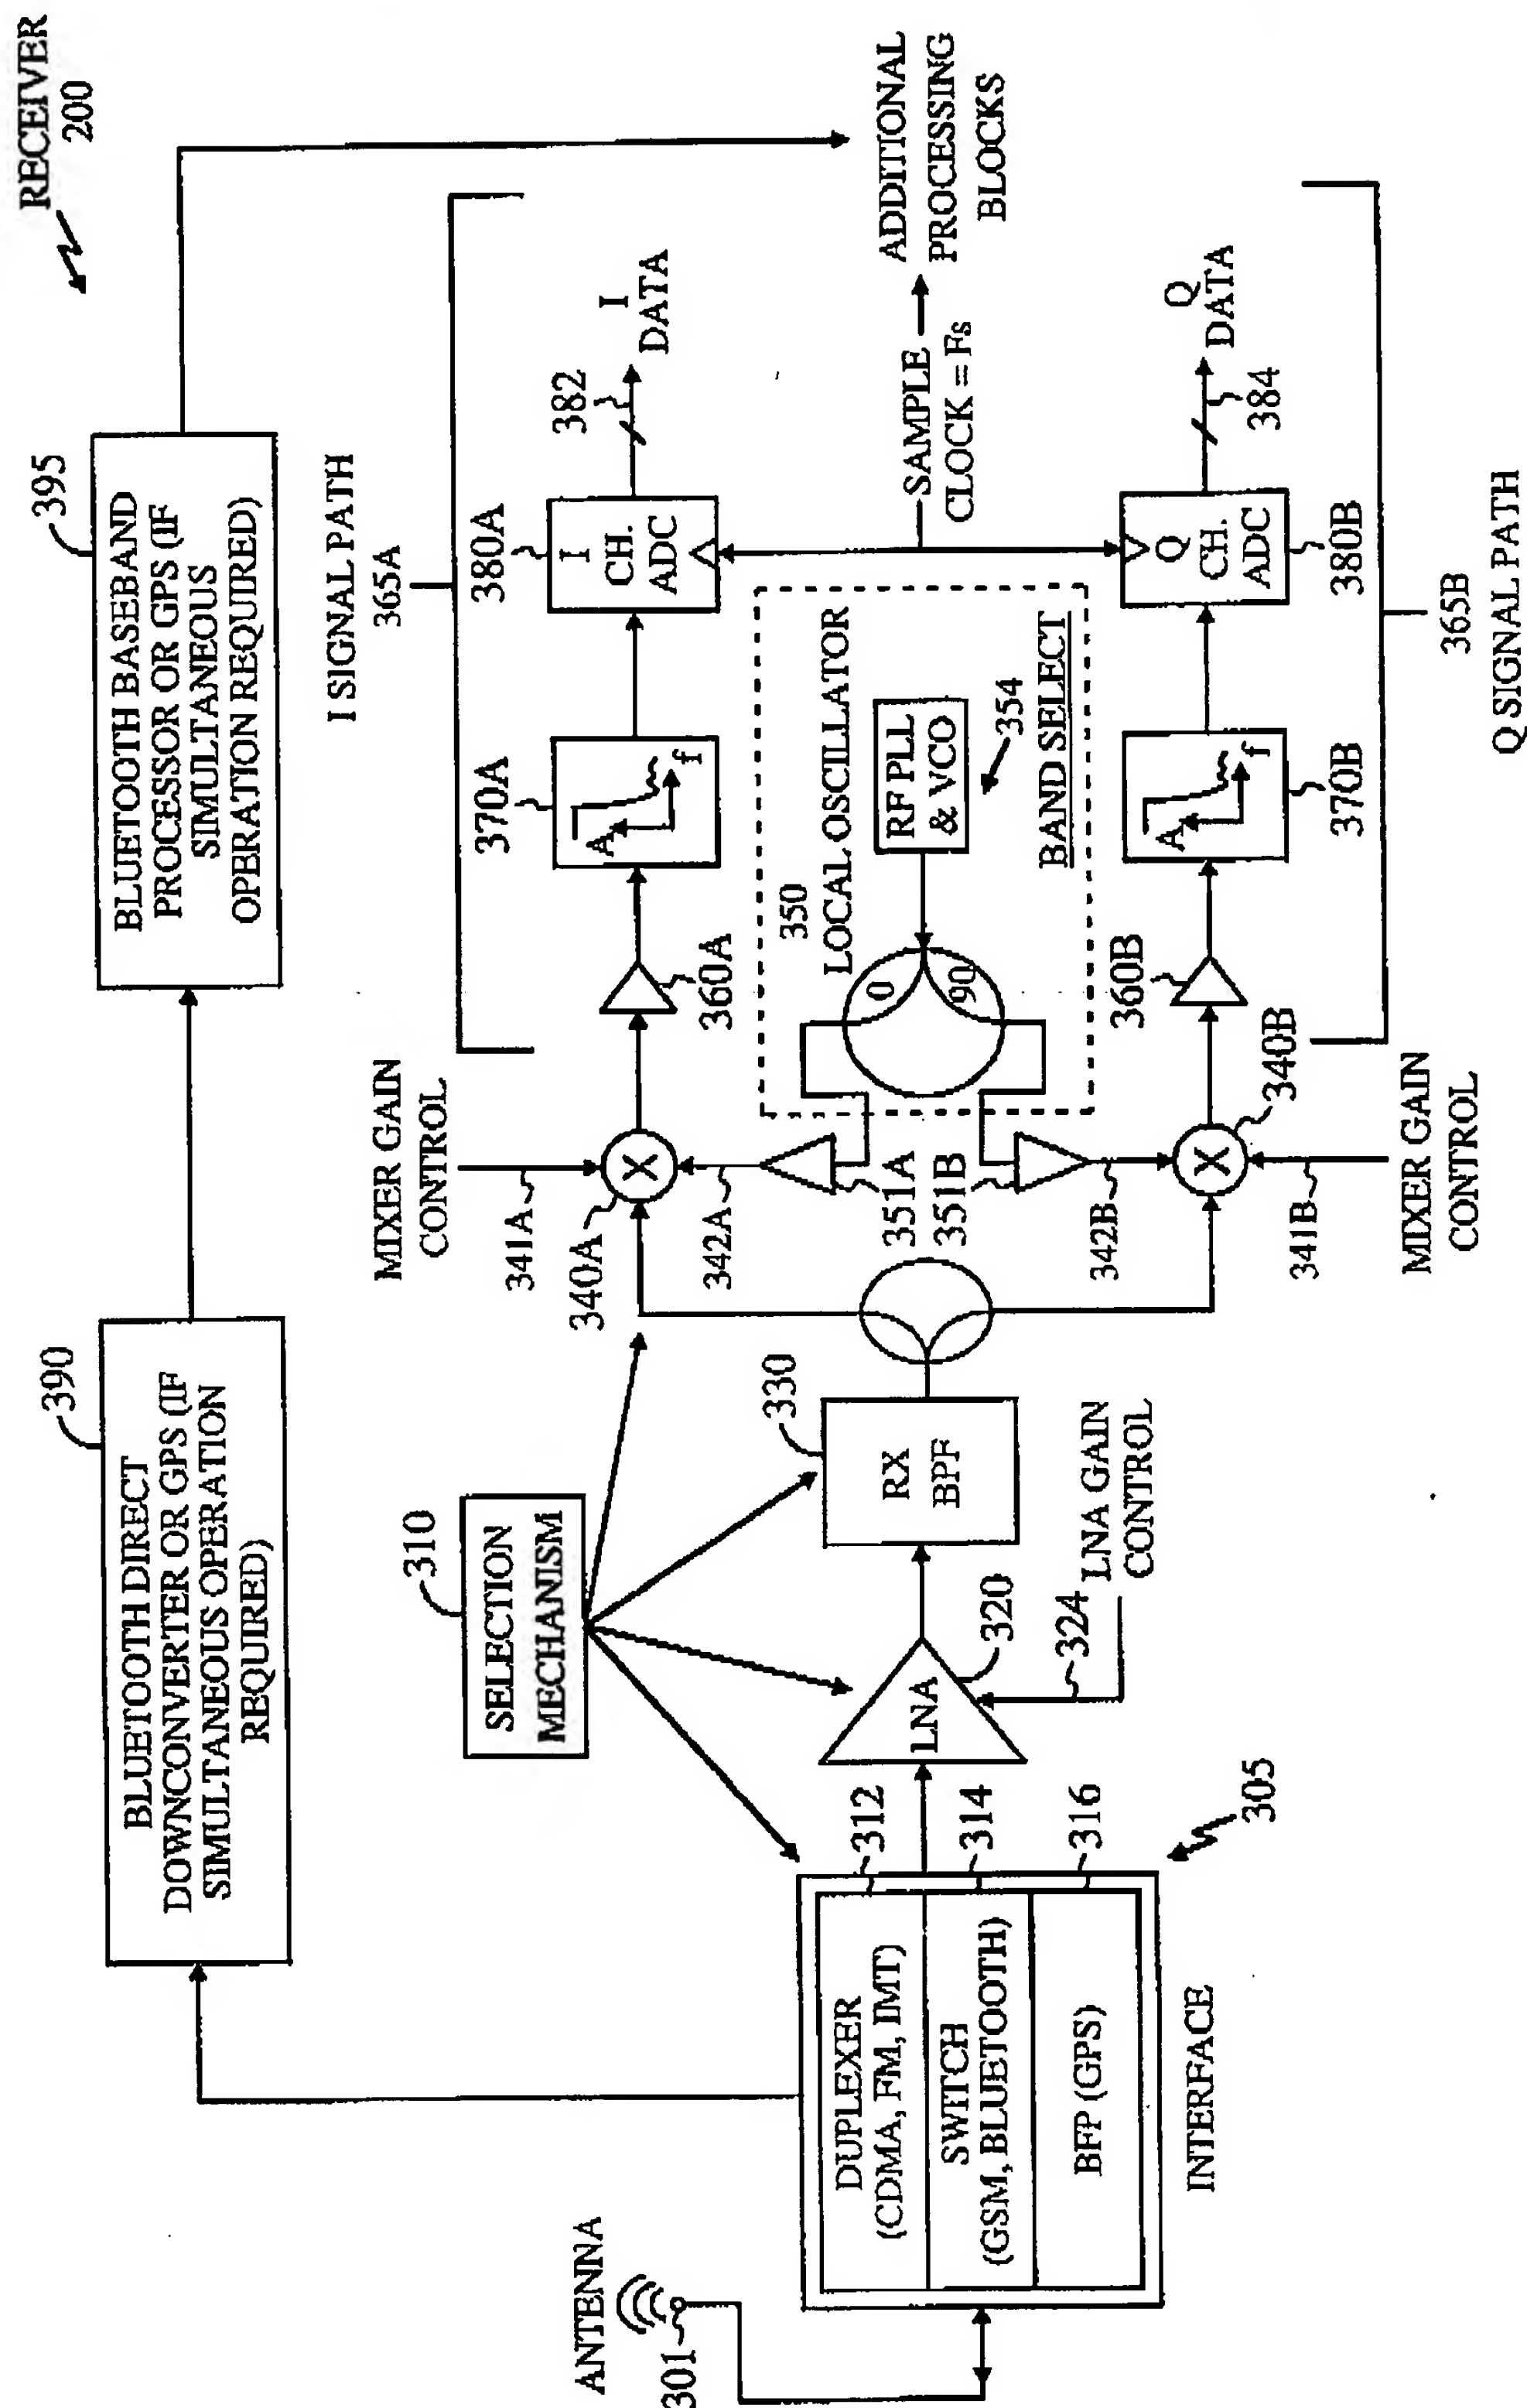 RECEIVER
200
395
BLUETOOTH BASEBAND
PROCESSOR OR GPS (IF
SIMULTANEOUS
OPERATION REQUIRED)
390
BLUETOOTH DIRECT
DOWNCONVERTER OR GPS (IF
SIMULTANEOUS OPERATION
REQUIRED)
I SIGNAL PATH
365A
MIXER GAIN
CONTROL
341A
340A
342A
360A
370A
A
f
380A
I
CH.
ADC
382
I
DATA
310
SELECTION
MECHANISM
ANTENNA
301
DUPLEXER
(CDMA, FM, IMT)
SWITCH
(GSM, BLUETOOTH)
BFP (GPS)
312
314
316
305
INTERFACE
LNA
320
324
LNA GAIN
CONTROL
330
RX
BPF
X
351A
351B
350
LOCAL OSCILLATOR
0
90
RF PLL
& VCO
354
BAND SELECT
SAMPLE
CLOCK = Fs
ADDITIONAL
PROCESSING
BLOCKS
342B
X
340B
341B
MIXER GAIN
CONTROL
360B
A
f
370B
Q
CH.
ADC
380B
384
Q
DATA
365B
Q SIGNAL PATH